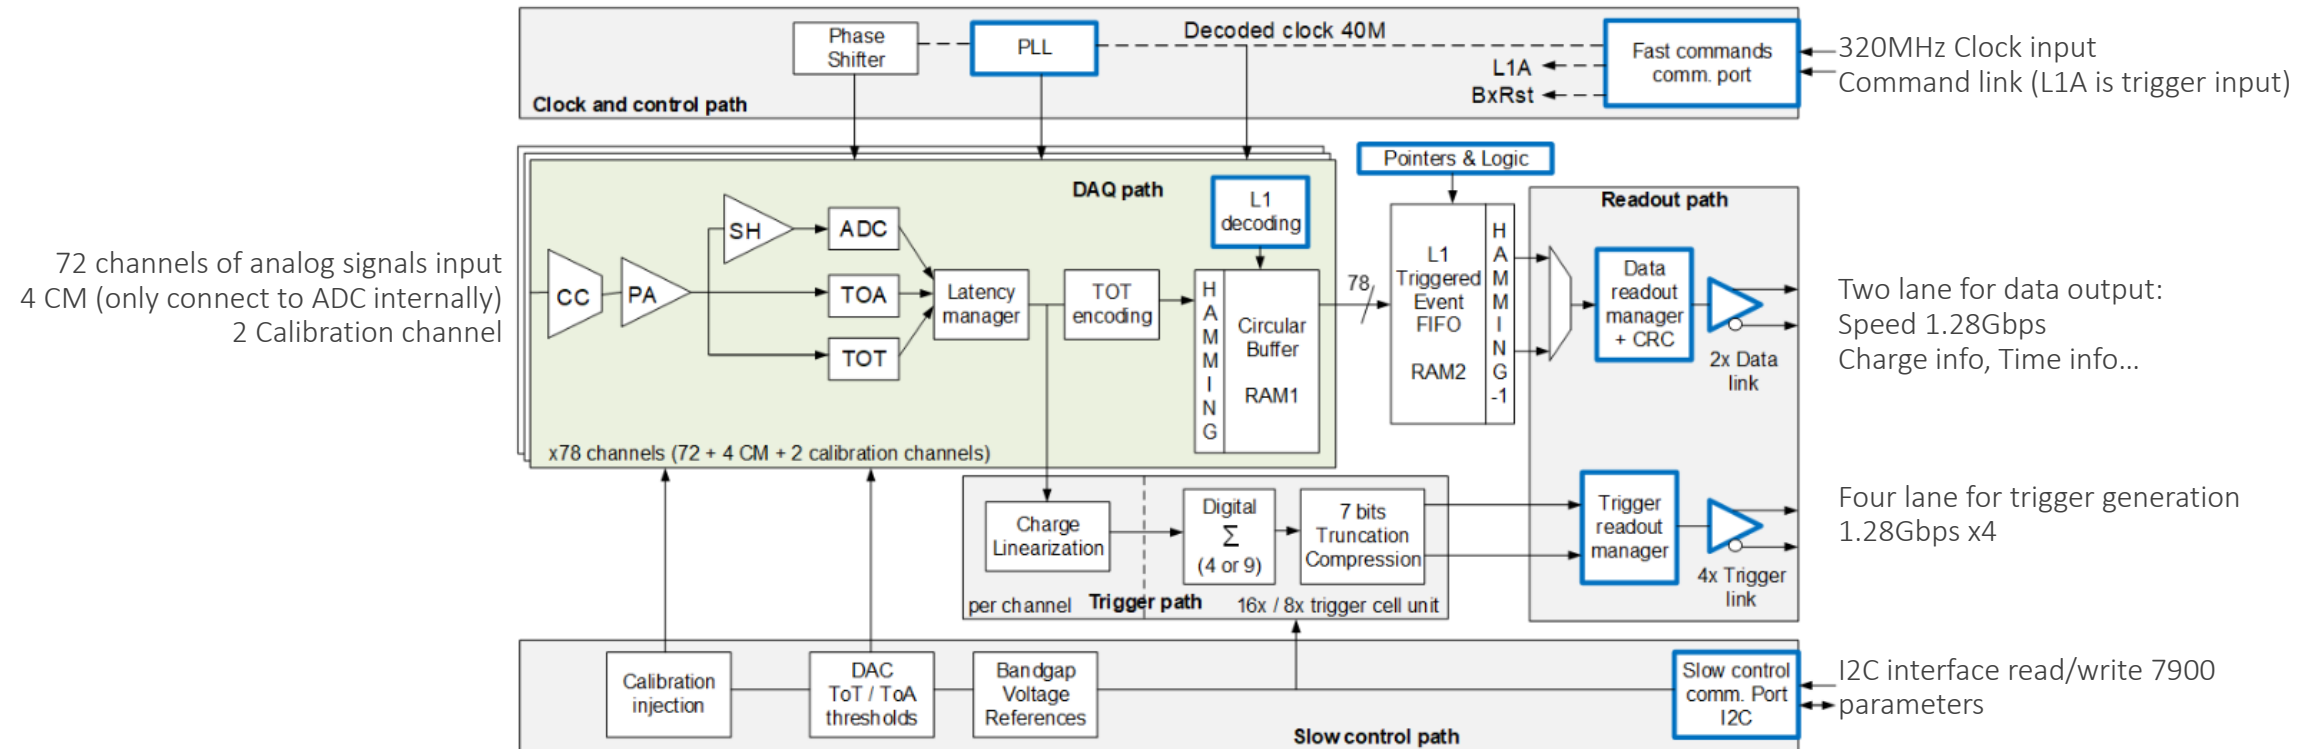 Phase
Shifter
PLL
Decoded clock 40M
L1A
BxRst
Fast commands
comm. port
Clock and control path
320MHz Clock input
Command link (L1A is trigger input)
72 channels of analog signals input
4 CM (only connect to ADC internally)
2 Calibration channel
DAQ path
CC
PA
SH
ADC
TOA
TOT
Latency
manager
TOT
encoding
L1
decoding
HAMMING
Circular
Buffer
RAM1
x78 channels (72 + 4 CM + 2 calibration channels)
78
Pointers & Logic
L1
Triggered
Event
FIFO
RAM2
HAMMING-1
Readout path
Data
readout
manager
+ CRC
2x Data
link
Two lane for data output:
Speed 1.28Gbps
Charge info, Time info...
Charge
Linearization
per channel
Trigger path
Digital
Σ
(4 or 9)
7 bits
Truncation
Compression
16x / 8x trigger cell unit
Trigger
readout
manager
4x Trigger
link
Four lane for trigger generation
1.28Gbps x4
Calibration
injection
DAC
ToT / ToA
thresholds
Bandgap
Voltage
References
Slow control
comm. Port
I2C
Slow control path
I2C interface read/write 7900
parameters